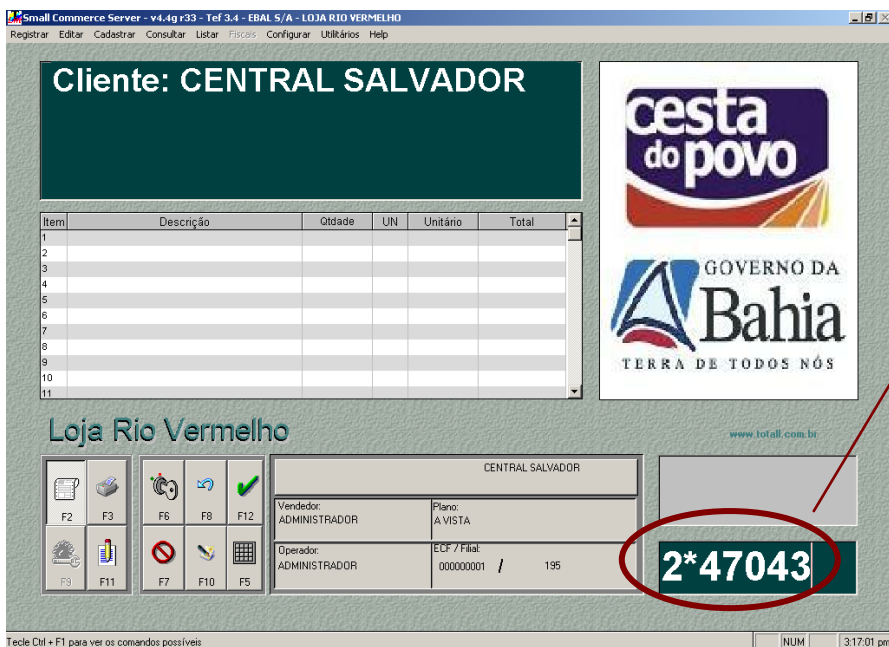 Small Commerce Server - v4.4g r33 - Tef 3.4 - EBAL S/A - LOJA RIO VERMELHO
Registrar Editar Cadastrar Consultar Listar Fiscais Configurar Utilitários Help
Cliente: CENTRAL SALVADOR
cesta
do povo
Item Descrição Qtdade UN Unitário Total
1
2
3
4
5
6
7
8
9
10
11
GOVERNO DA
Bahia
TERRA DE TODOS NÓS
Loja Rio Vermelho
www.totall.com.br
CENTRAL SALVADOR
F2 F3 F6 F8 F12
Vendedor: Plano:
ADMINISTRADOR A VISTA
Operador: ECF / Filial:
ADMINISTRADOR 000000001 / 195
F9 F11 F7 F10 F5
2*47043
Tecle Ctrl + F1 para ver os comandos possíveis NUM 3:17:01 pm